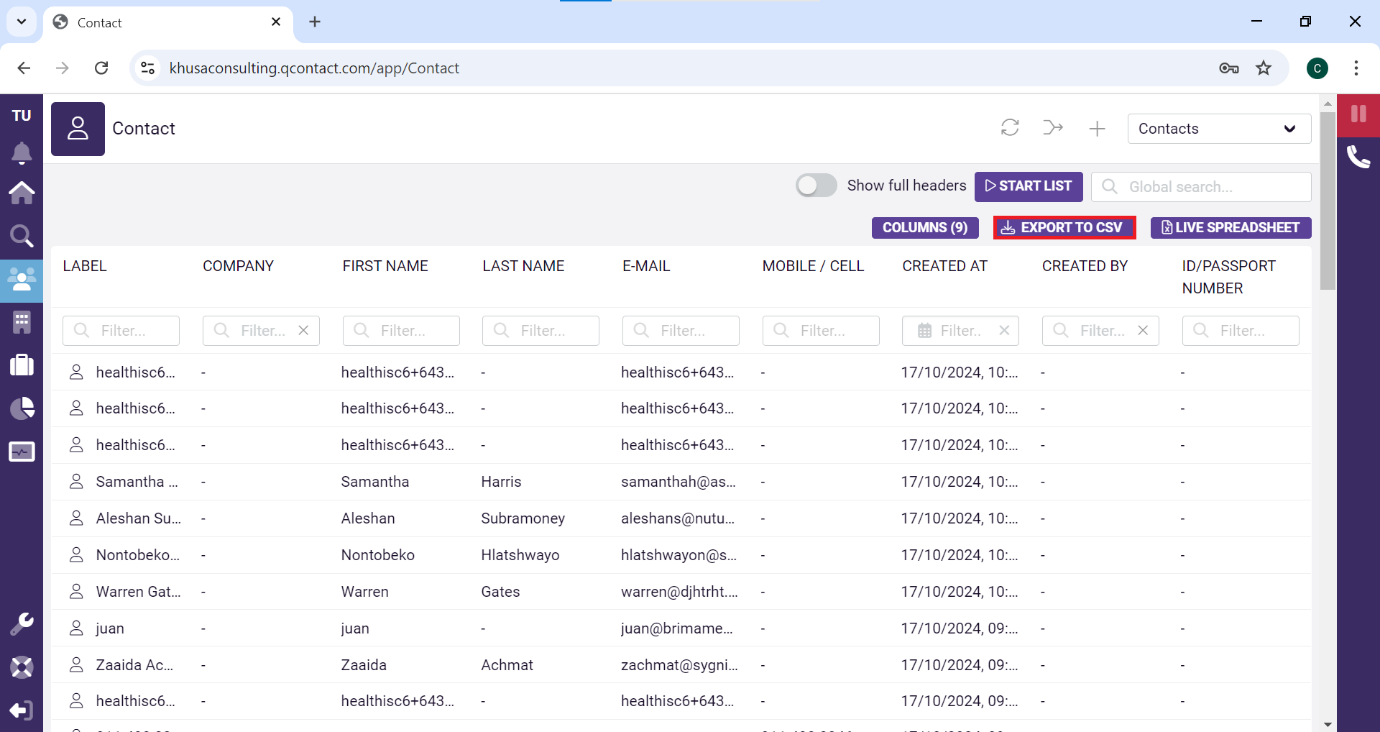 Contact
khusaconsulting.qcontact.com/app/Contact
C
TU
Contact
Contacts
Show full headers
START LIST
Global search...
COLUMNS (9)
EXPORT TO CSV
LIVE SPREADSHEET
LABEL COMPANY FIRST NAME LAST NAME E-MAIL MOBILE / CELL CREATED AT CREATED BY ID/PASSPORT NUMBER
Filter... Filter... Filter... Filter... Filter... Filter... Filter.. Filter... Filter...
healthisc6... - healthisc6+643... - healthisc6+643... - 17/10/2024, 10:... - -
healthisc6... - healthisc6+643... - healthisc6+643... - 17/10/2024, 10:... - -
healthisc6... - healthisc6+643... - healthisc6+643... - 17/10/2024, 10:... - -
Samantha ... - Samantha Harris samanthah@as... - 17/10/2024, 10:... - -
Aleshan Su... - Aleshan Subramoney aleshans@nutu... - 17/10/2024, 10:... - -
Nontobeko... - Nontobeko Hlatshwayo hlatshwayon@s... - 17/10/2024, 10:... - -
Warren Gat... - Warren Gates warren@djhtrht.... - 17/10/2024, 10:... - -
juan - juan - juan@brimame... - 17/10/2024, 09:... - -
Zaaida Ac... - Zaaida Achmat zachmat@sygni... - 17/10/2024, 09:... - -
healthisc6... - healthisc6+643... - healthisc6+643... - 17/10/2024, 09:... - -